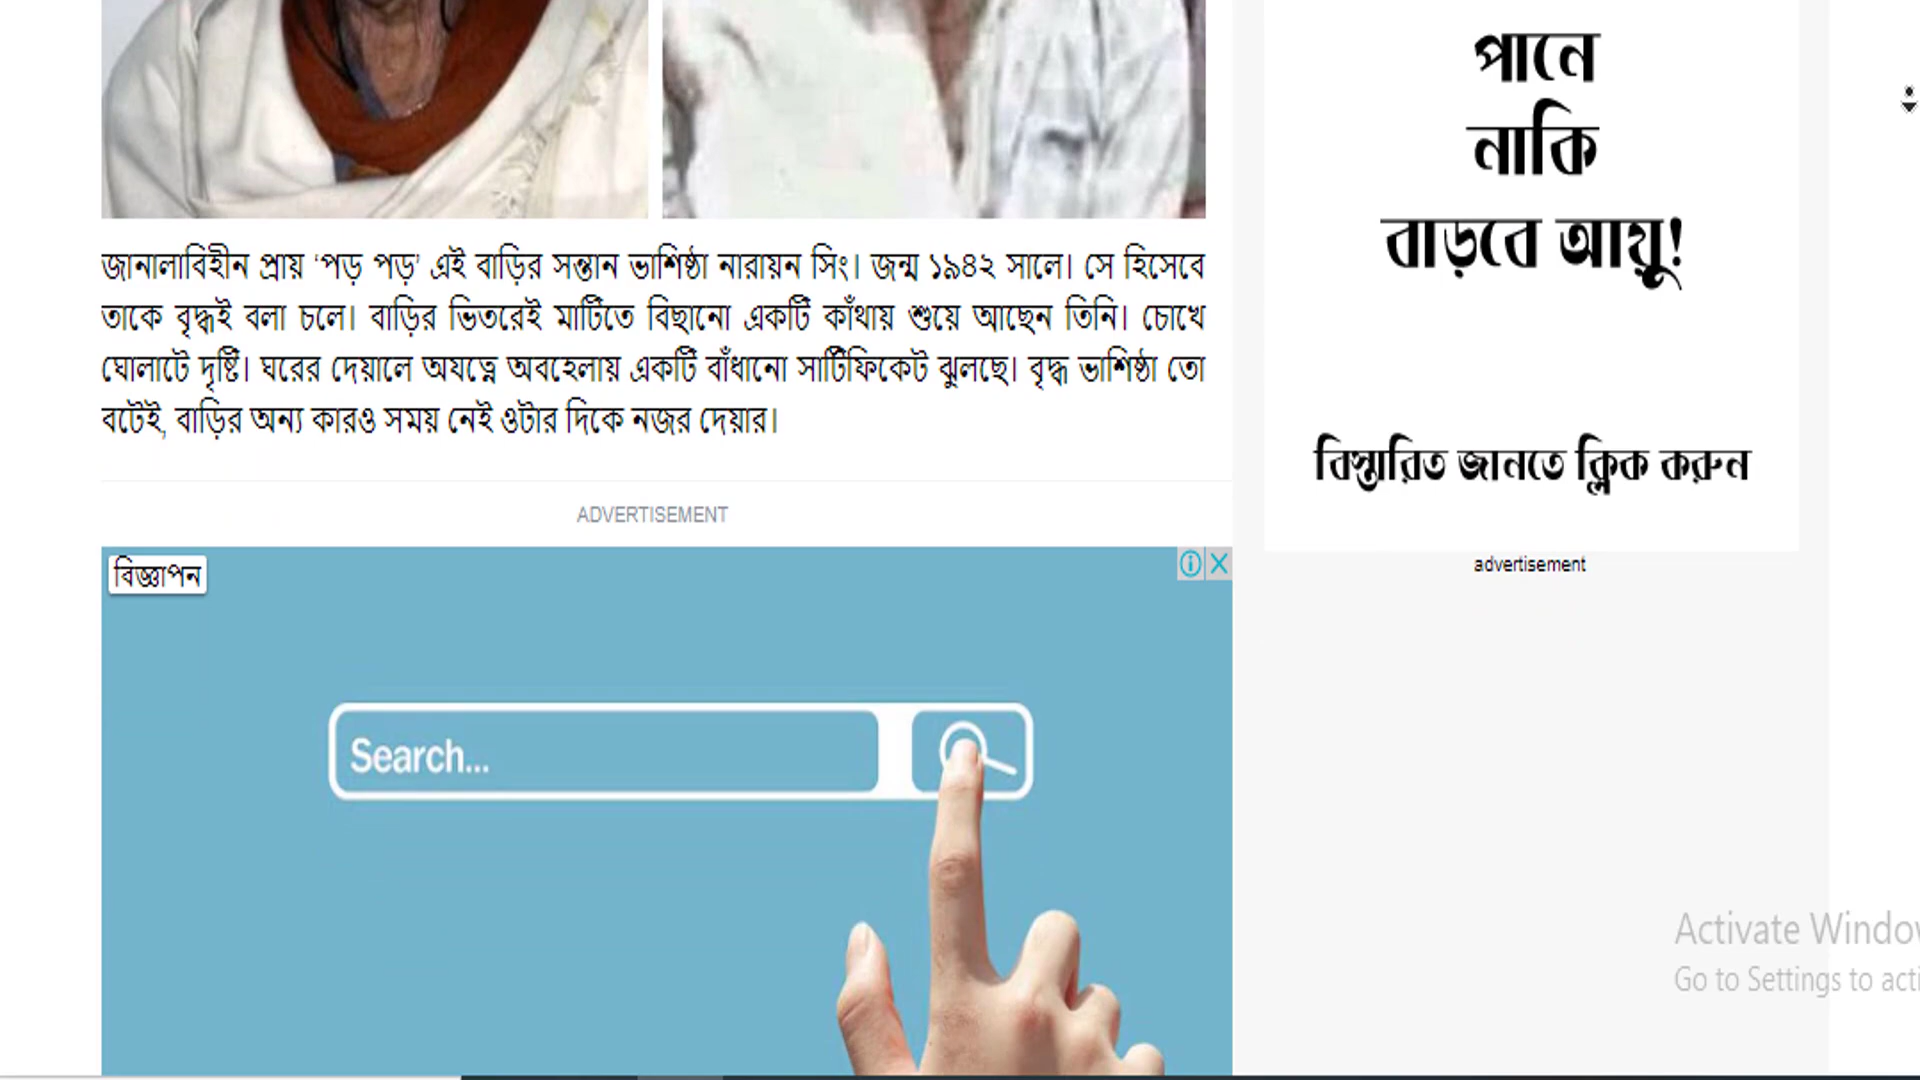 জানালাবিহীন প্রায় ‘পড় পড়’ এই বাড়ির সন্তান ভাশিষ্ঠা নারায়ন সিং। জন্ম ১৯৪২ সালে। সে হিসেবে
তাকে বৃদ্ধই বলা চলে। বাড়ির ভিতরেই মাটিতে বিছানো একটি কাঁথায় শুয়ে আছেন তিনি। চোখে
ঘোলাটে দৃষ্টি। ঘরের দেয়ালে অযত্নে অবহেলায় একটি বাঁধানো সার্টিফিকেট ঝুলছে। বৃদ্ধ ভাশিষ্ঠা তো
বটেই, বাড়ির অন্য কারও সময় নেই ওটার দিকে নজর দেয়ার।
ADVERTISEMENT
বিজ্ঞাপন
Search...
পানে
নাকি
বাড়বে আয়ু!
বিস্তারিত জানতে ক্লিক করুন
advertisement
Activate Windo
Go to Settings to acti